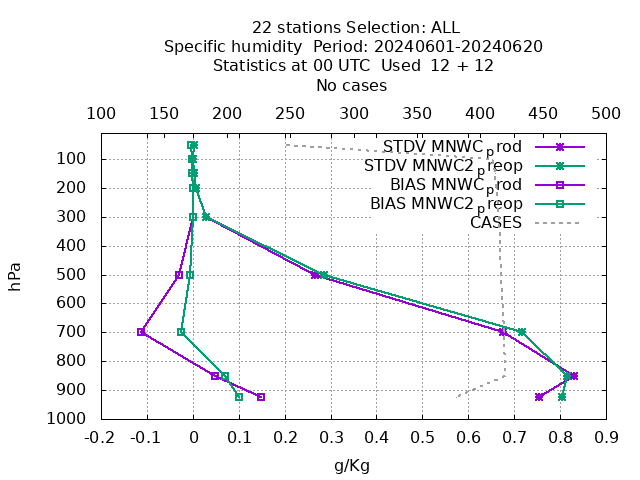 22 stations Selection: ALL
Specific humidity  Period: 20240601-20240620
Statistics at 00 UTC  Used  12 + 12
No cases
100 150 200 250 300 350 400 450 500
STDV MNWC_prod
STDV MNWC2_preop
BIAS MNWC_prod
BIAS MNWC2_preop
CASES
hPa
100
200
300
400
500
600
700
800
900
1000
-0.2 -0.1 0 0.1 0.2 0.3 0.4 0.5 0.6 0.7 0.8 0.9
g/Kg